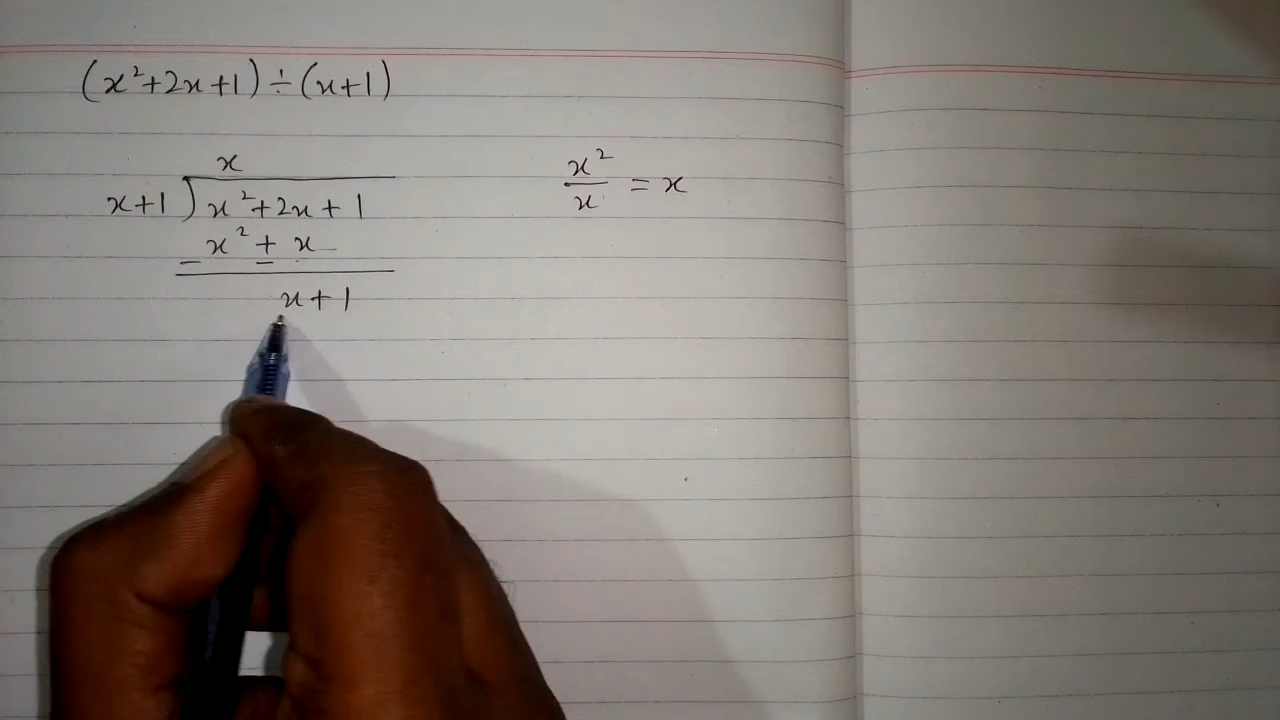 (x²+2x+1)÷(x+1)
x
x+1)x²+2x+1
x²+x
− −
x+1
x²/x = x